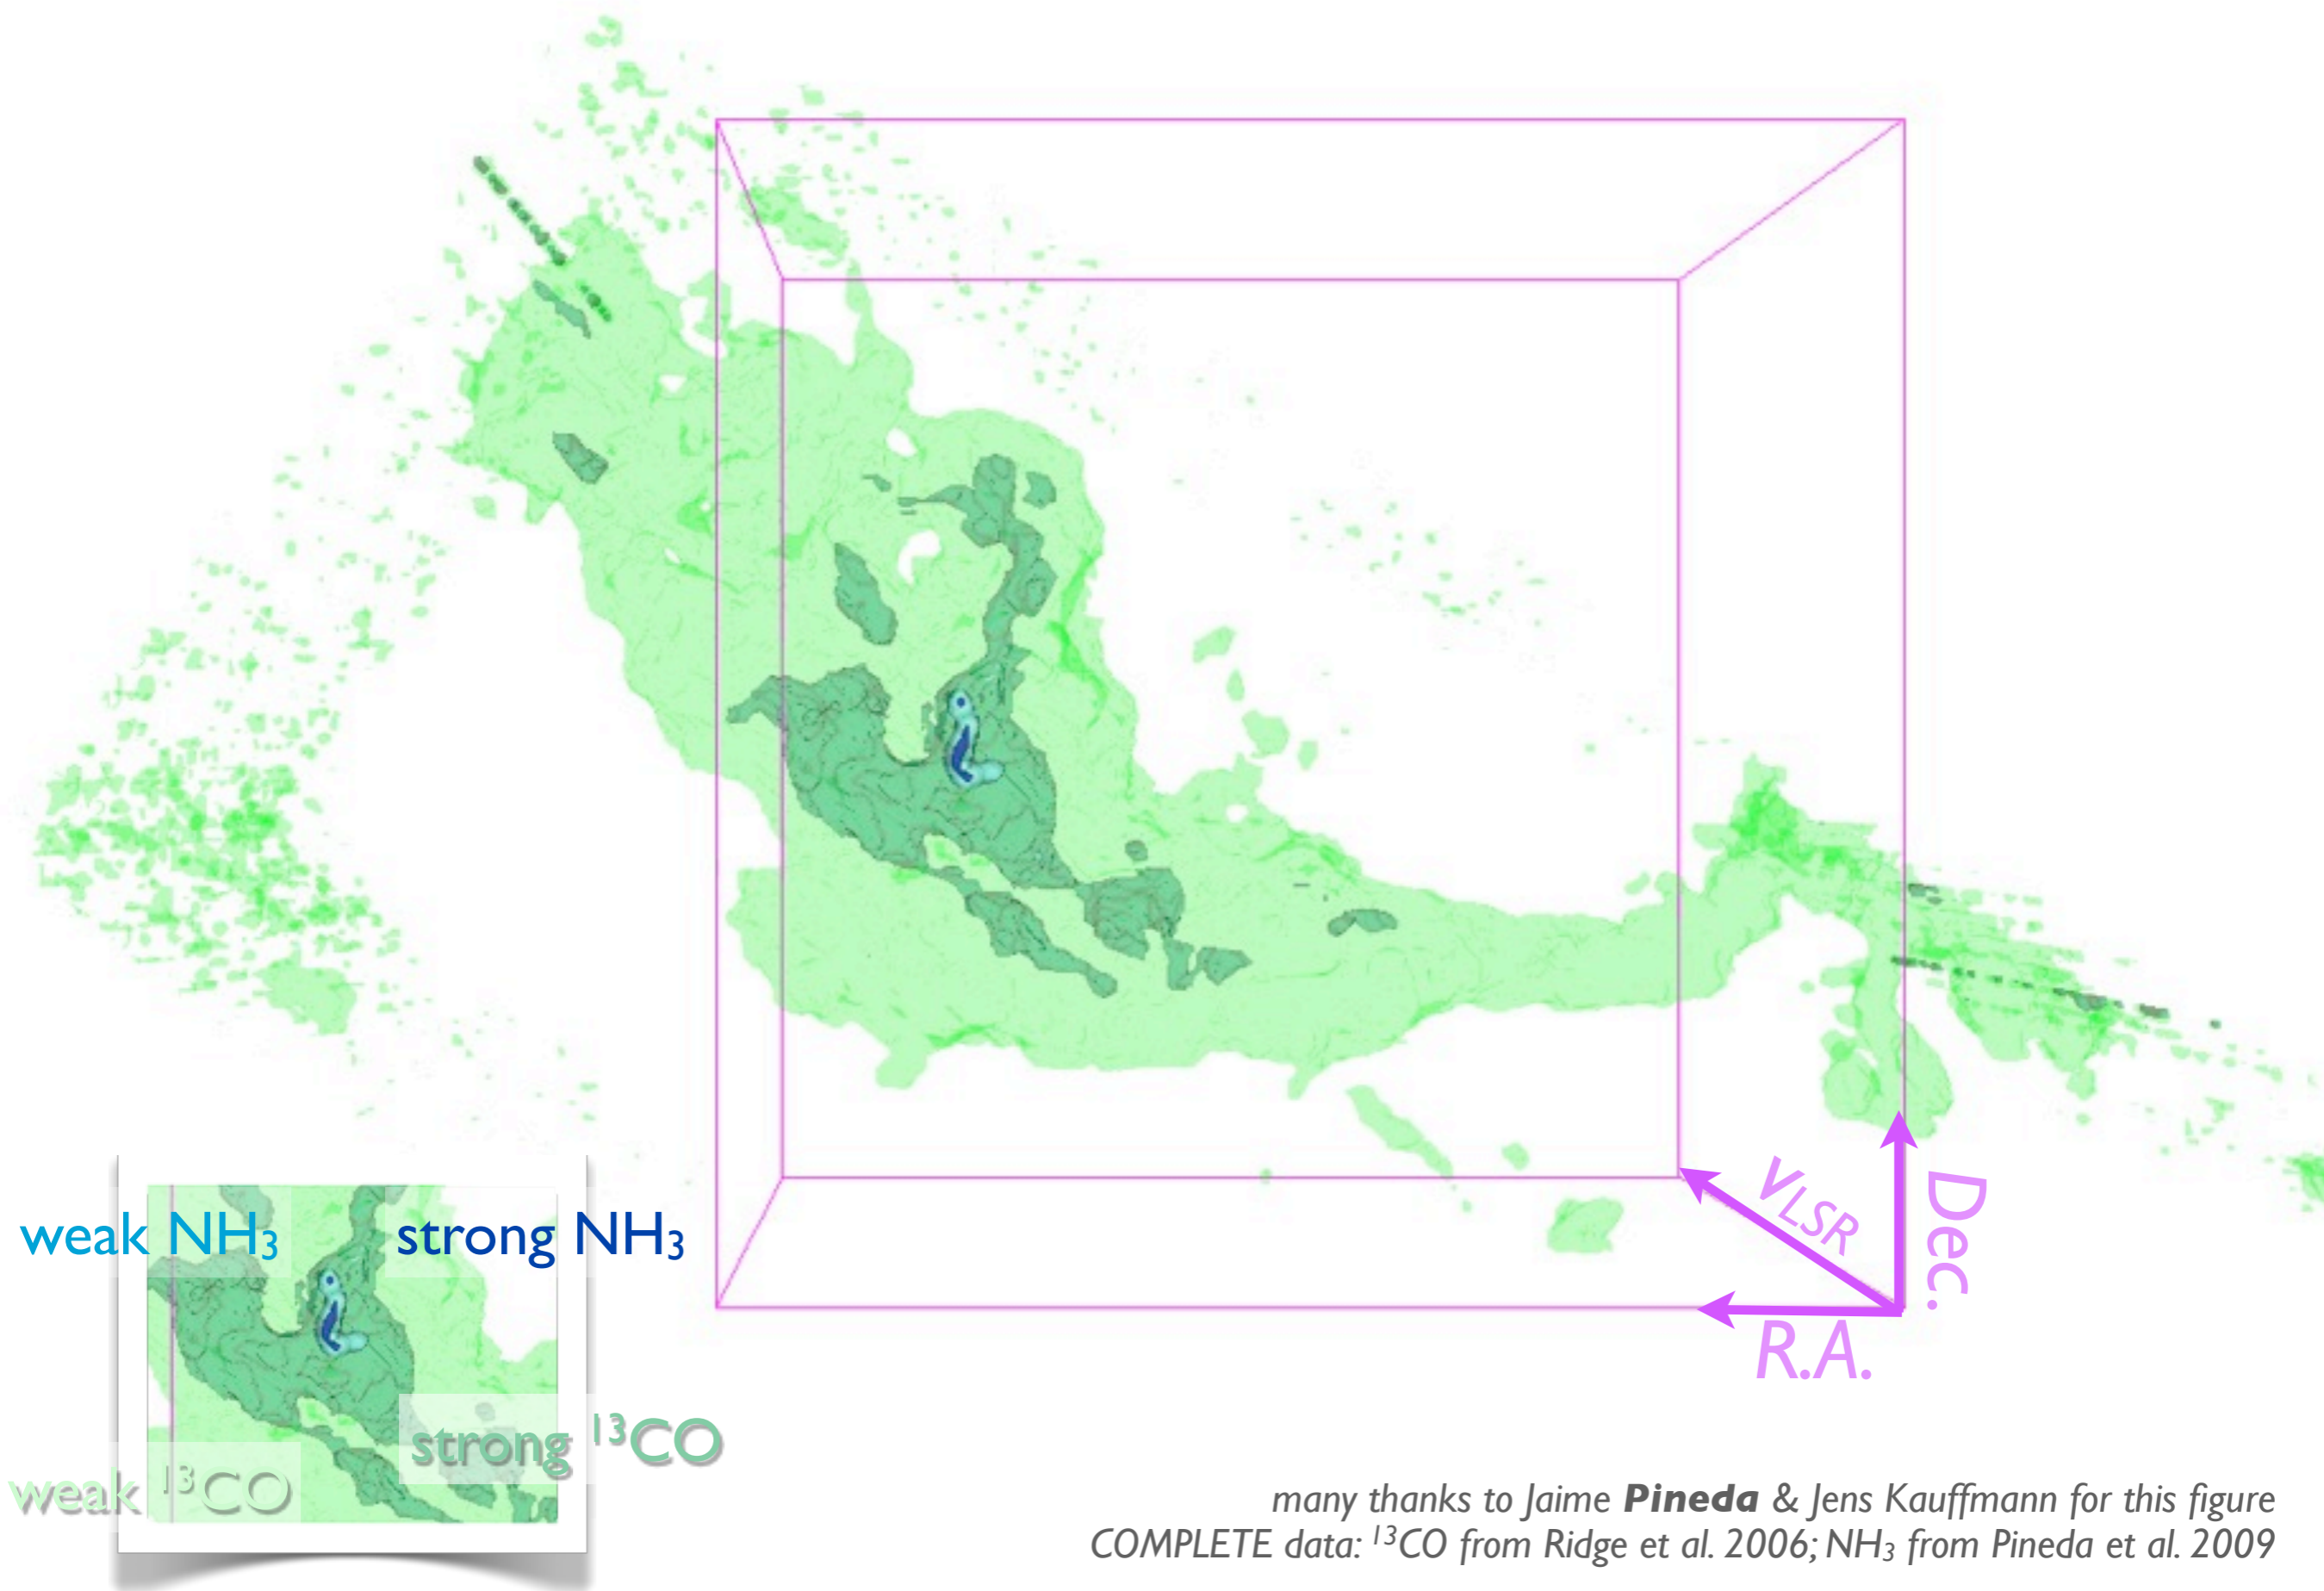 VLSR
Dec.
R.A.
weak NH₃
strong NH₃
strong ¹³CO
weak ¹³CO
many thanks to Jaime Pineda & Jens Kauffmann for this figure
COMPLETE data: ¹³CO from Ridge et al. 2006; NH₃ from Pineda et al. 2009